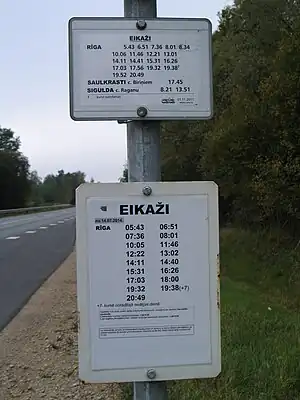 EIKAŽI
RĪGA 5.43 6.51 7.36 8.01 8.34
10.06 11.46 12.21 13.01
14.11 14.41 15.31 16.26
17.03 17.56 19.32 19.38¹
19.52 20.49
SAULKRASTI c. Biriņiem 17.45
SIGULDA c. Raganu 8.21 13.51
EIKAŽI
RĪGA 05:43 06:51
07:36 08:01
10:05 11:46
12:22 13:02
14:11 14:40
15:31 16:26
17:03 18:00
19:32 19:38(+7)
20:49